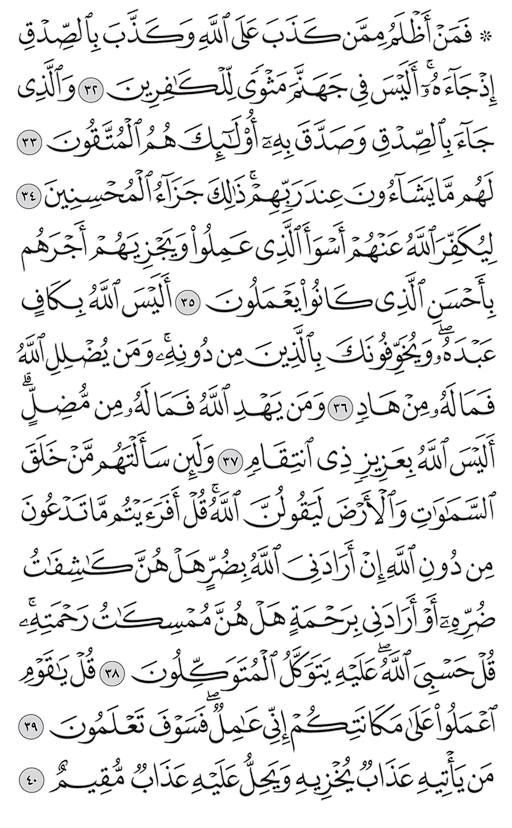 ۞ فَمَنْ أَظْلَمُ مِمَّن كَذَبَ عَلَى ٱللَّهِ وَكَذَّبَ بِٱلصِّدْقِ
إِذْ جَآءَهُۥٓۚ أَلَيْسَ فِى جَهَنَّمَ مَثْوًى لِّلْكَـٰفِرِينَ ٣٢ وَٱلَّذِى
جَآءَ بِٱلصِّدْقِ وَصَدَّقَ بِهِۦٓ أُو۟لَـٰٓئِكَ هُمُ ٱلْمُتَّقُونَ ٣٣
لَهُم مَّا يَشَآءُونَ عِندَ رَبِّهِمْۚ ذَٰلِكَ جَزَآءُ ٱلْمُحْسِنِينَ ٣٤
لِيُكَفِّرَ ٱللَّهُ عَنْهُمْ أَسْوَأَ ٱلَّذِى عَمِلُوا۟ وَيَجْزِيَهُمْ أَجْرَهُم
بِأَحْسَنِ ٱلَّذِى كَانُوا۟ يَعْمَلُونَ ٣٥ أَلَيْسَ ٱللَّهُ بِكَافٍ
عَبْدَهُۥۖ وَيُخَوِّفُونَكَ بِٱلَّذِينَ مِن دُونِهِۦۚ وَمَن يُضْلِلِ ٱللَّهُ
فَمَا لَهُۥ مِنْ هَادٍ ٣٦ وَمَن يَهْدِ ٱللَّهُ فَمَا لَهُۥ مِن مُّضِلٍّۗ
أَلَيْسَ ٱللَّهُ بِعَزِيزٍ ذِى ٱنتِقَامٍ ٣٧ وَلَئِن سَأَلْتَهُم مَّنْ خَلَقَ
ٱلسَّمَـٰوَٰتِ وَٱلْأَرْضَ لَيَقُولُنَّ ٱللَّهُۚ قُلْ أَفَرَءَيْتُم مَّا تَدْعُونَ
مِن دُونِ ٱللَّهِ إِنْ أَرَادَنِىَ ٱللَّهُ بِضُرٍّ هَلْ هُنَّ كَـٰشِفَـٰتُ
ضُرِّهِۦٓ أَوْ أَرَادَنِى بِرَحْمَةٍ هَلْ هُنَّ مُمْسِكَـٰتُ رَحْمَتِهِۦۚ
قُلْ حَسْبِىَ ٱللَّهُۖ عَلَيْهِ يَتَوَكَّلُ ٱلْمُتَوَكِّلُونَ ٣٨ قُلْ يَـٰقَوْمِ
ٱعْمَلُوا۟ عَلَىٰ مَكَانَتِكُمْ إِنِّى عَـٰمِلٌۖ فَسَوْفَ تَعْلَمُونَ ٣٩
مَن يَأْتِيهِ عَذَابٌ يُخْزِيهِ وَيَحِلُّ عَلَيْهِ عَذَابٌ مُّقِيمٌ ٤٠